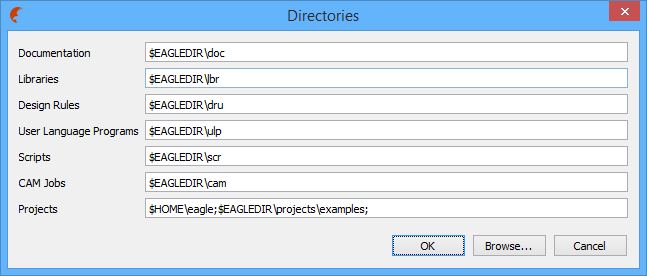 Directories
Documentation $EAGLEDIR\doc
Libraries $EAGLEDIR\lbr
Design Rules $EAGLEDIR\dru
User Language Programs $EAGLEDIR\ulp
Scripts $EAGLEDIR\scr
CAM Jobs $EAGLEDIR\cam
Projects $HOME\eagle;$EAGLEDIR\projects\examples;
OK Browse... Cancel